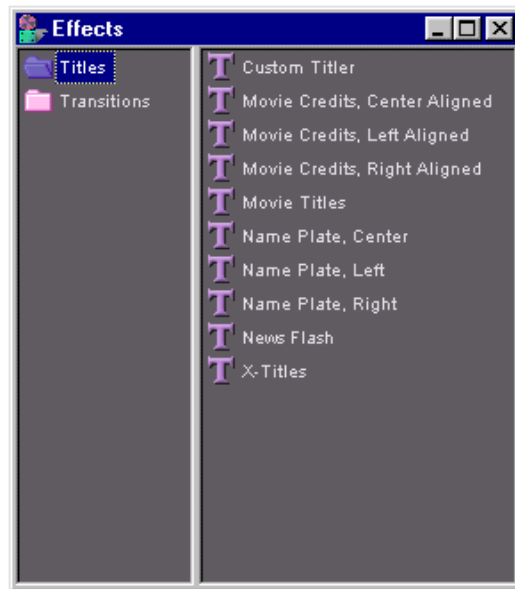 Effects
Titles
Transitions
Custom Titler
Movie Credits, Center Aligned
Movie Credits, Left Aligned
Movie Credits, Right Aligned
Movie Titles
Name Plate, Center
Name Plate, Left
Name Plate, Right
News Flash
X-Titles